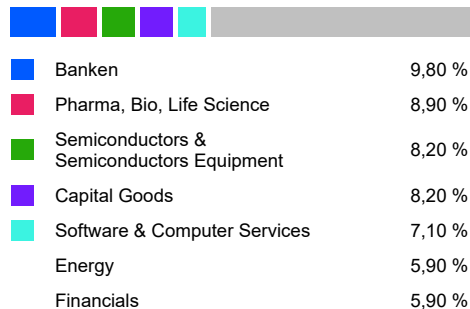 Banken 9,80 %
Pharma, Bio, Life Science 8,90 %
Semiconductors &
Semiconductors Equipment 8,20 %
Capital Goods 8,20 %
Software & Computer Services 7,10 %
Energy 5,90 %
Financials 5,90 %